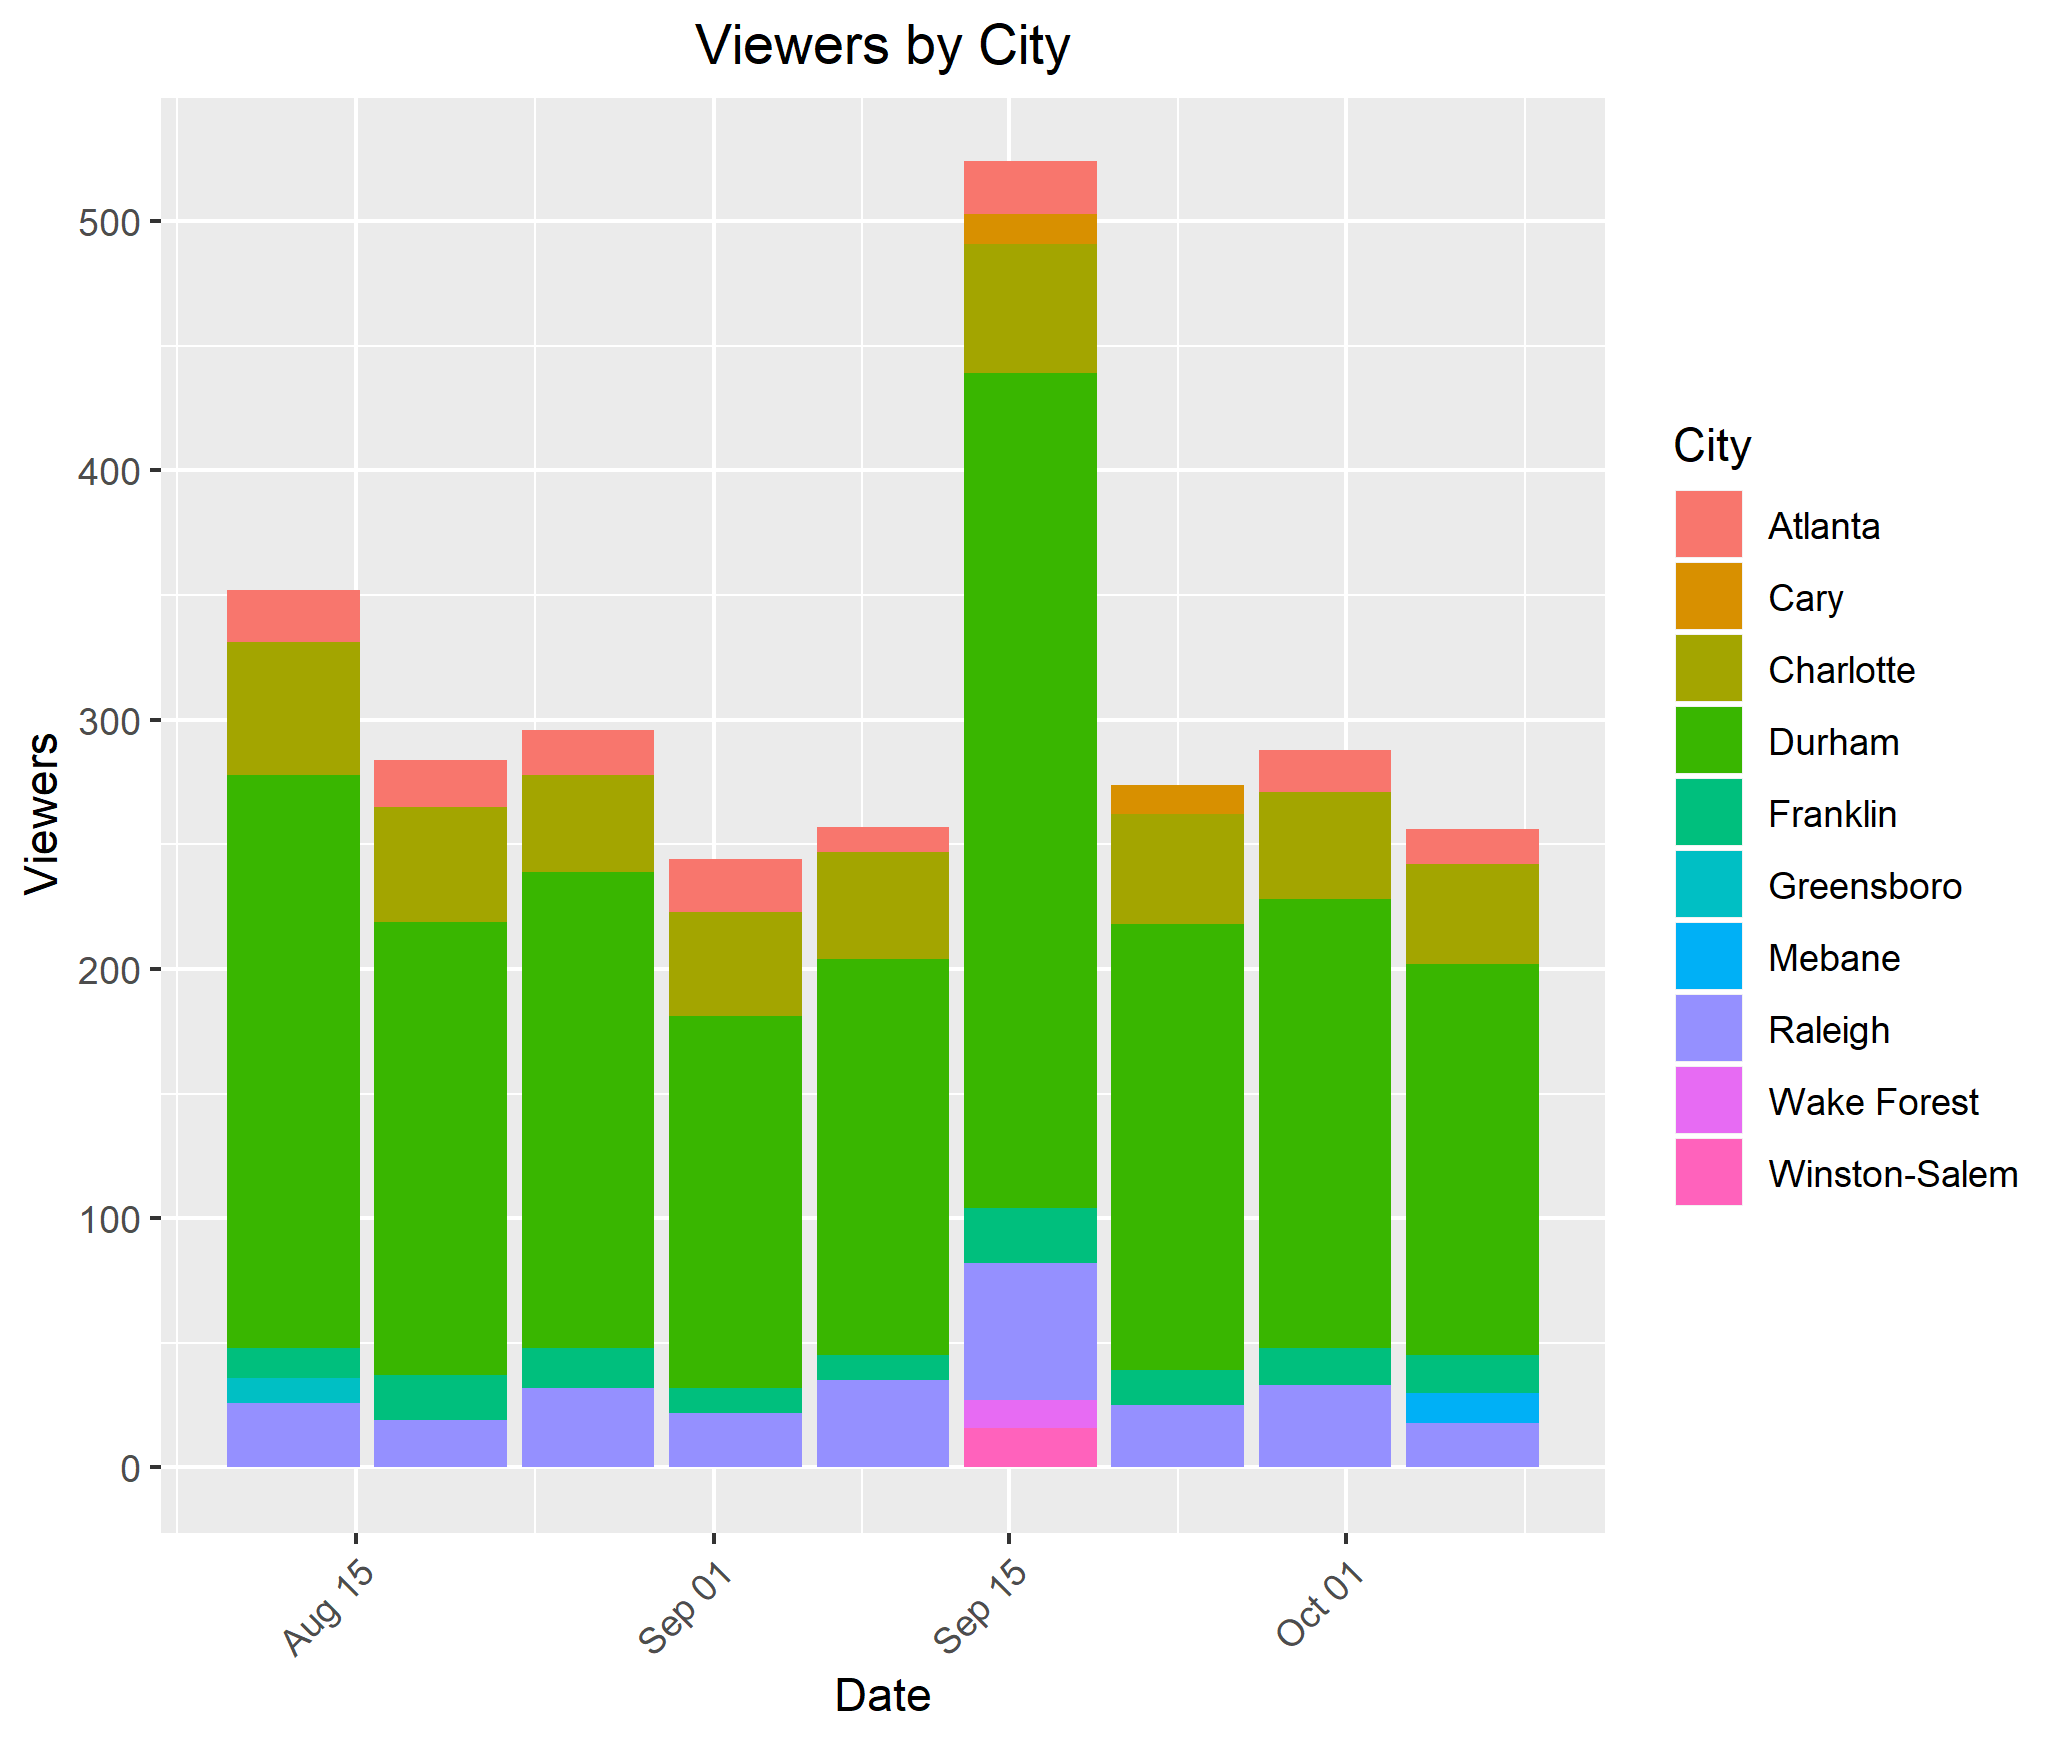 Viewers by City
Viewers
500
400
300
200
100
0
Aug 15
Sep 01
Sep 15
Oct 01
Date
City
Atlanta
Cary
Charlotte
Durham
Franklin
Greensboro
Mebane
Raleigh
Wake Forest
Winston-Salem